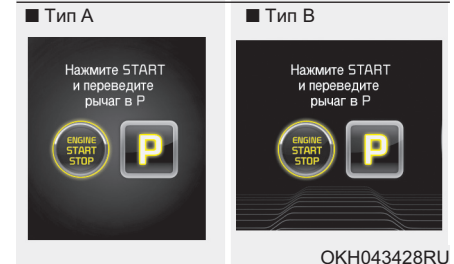 ■ Тип A
Нажмите START
и переведите
рычаг в P
ENGINE
START
STOP
P
■ Тип B
Нажмите START
и переведите
рычаг в P
ENGINE
START
STOP
P
OKH043428RU